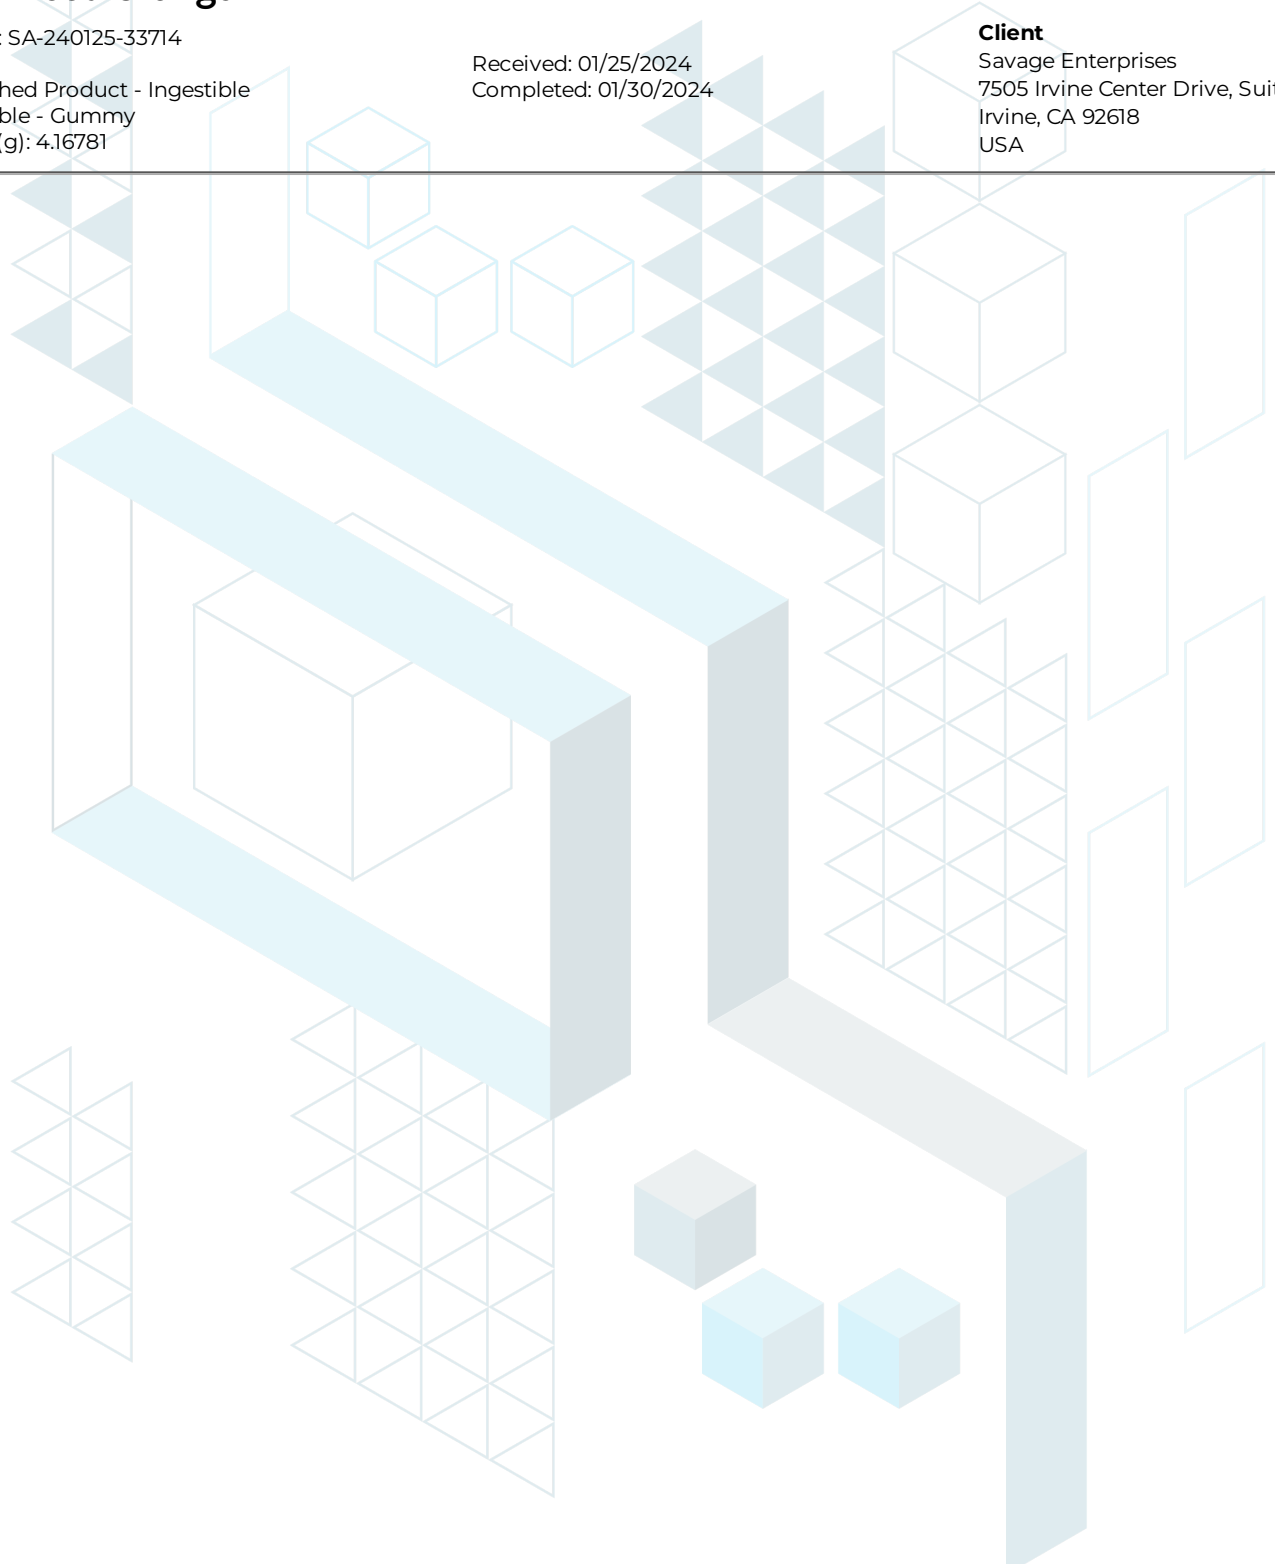 : SA-240125-33714
hed Product - Ingestible
ble - Gummy
(g): 4.16781
Received: 01/25/2024
Completed: 01/30/2024
Client
Savage Enterprises
7505 Irvine Center Drive, Suit
Irvine, CA 92618
USA